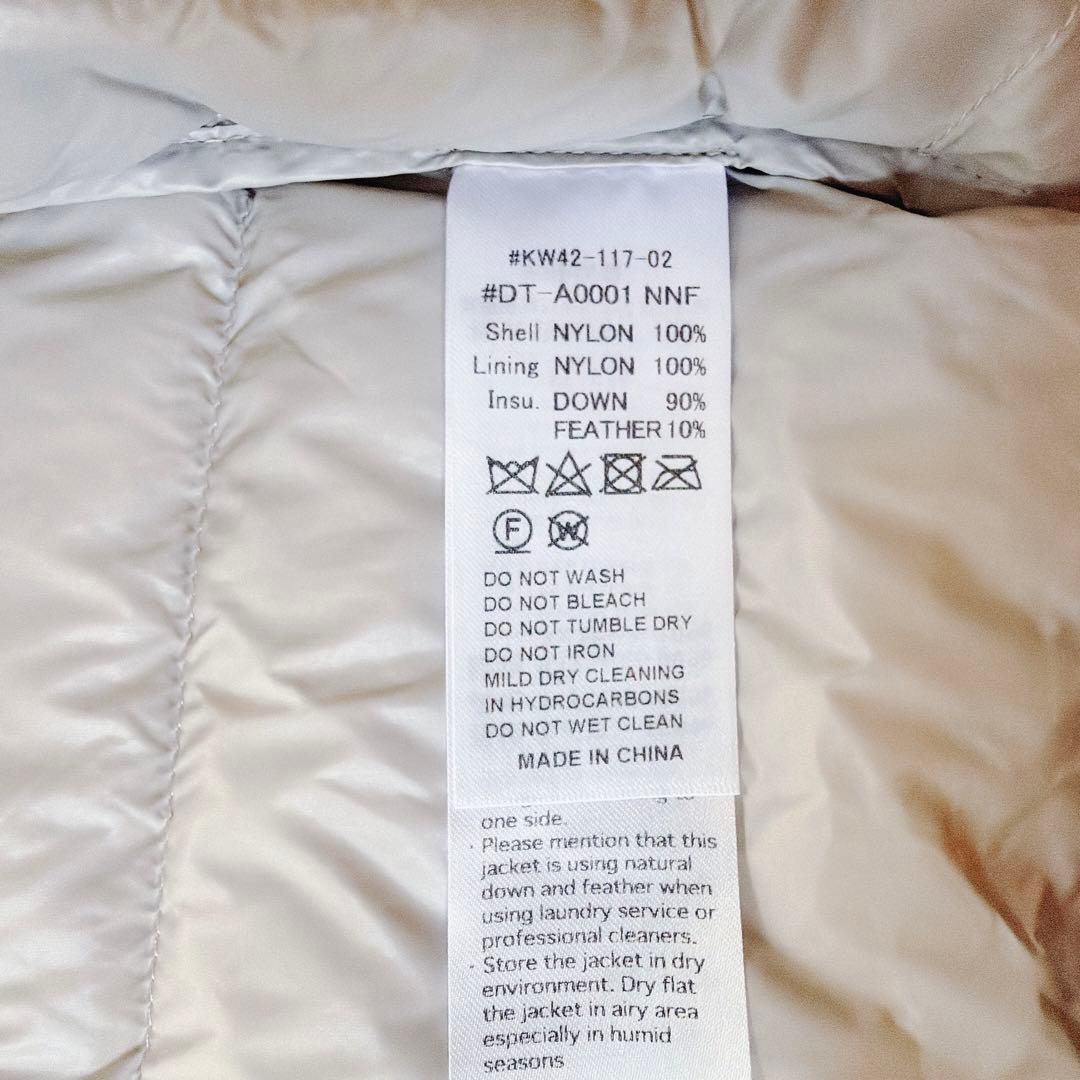 #KW42-117-02
#DT-A0001 NNF
Shell NYLON 100%
Lining NYLON 100%
Insu. DOWN 90%
FEATHER 10%
F W
DO NOT WASH
DO NOT BLEACH
DO NOT TUMBLE DRY
DO NOT IRON
MILD DRY CLEANING
IN HYDROCARBONS
DO NOT WET CLEAN
MADE IN CHINA
to
one side.
· Please mention that this
jacket is using natural
down and feather when
using laundry service or
professional cleaners.
· Store the jacket in dry
environment. Dry flat
the jacket in airy area
especially in humid
seasons